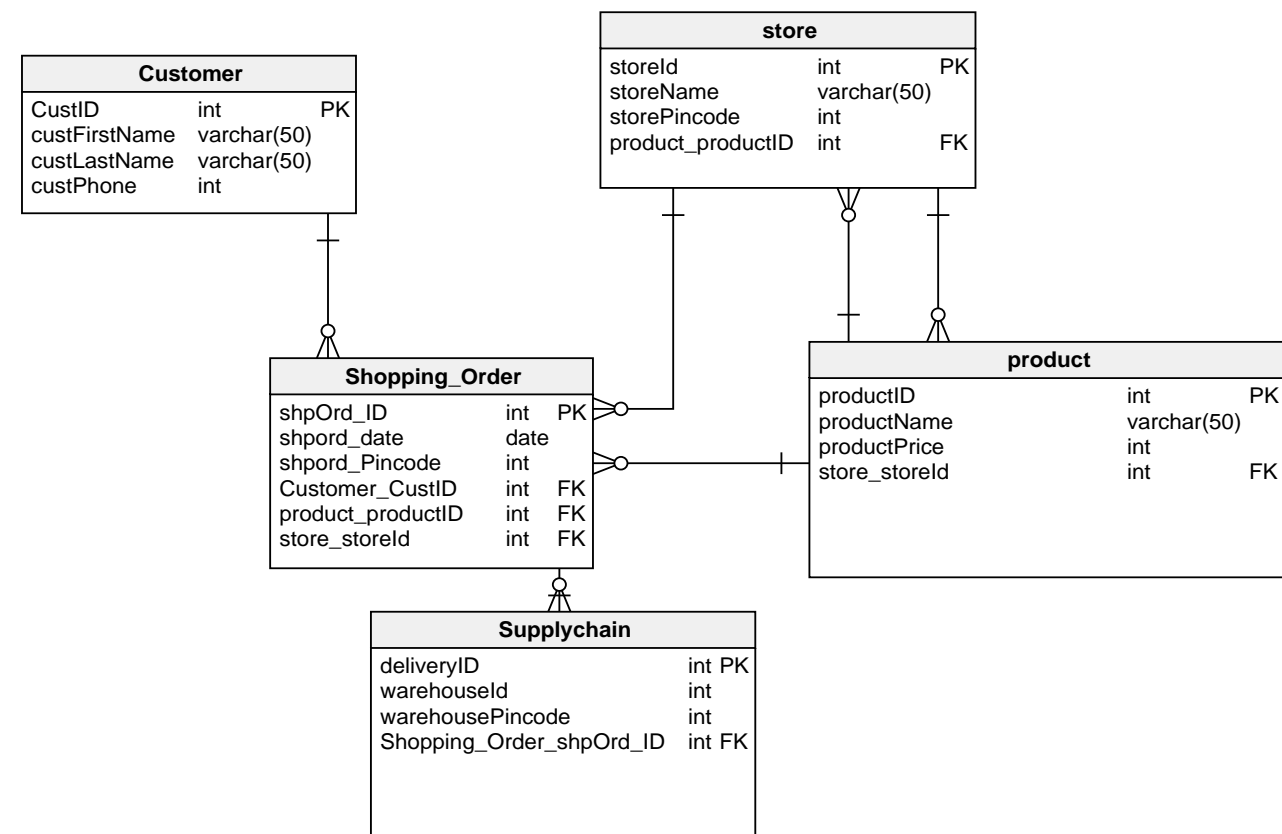 Customer
CustID int PK
custFirstName varchar(50)
custLastName varchar(50)
custPhone int
store
storeId int PK
storeName varchar(50)
storePincode int
product_productID int FK
Shopping_Order
shpOrd_ID int PK
shpord_date date
shpord_Pincode int
Customer_CustID int FK
product_productID int FK
store_storeId int FK
product
productID int PK
productName varchar(50)
productPrice int
store_storeId int FK
Supplychain
deliveryID int PK
warehouseId int
warehousePincode int
Shopping_Order_shpOrd_ID int FK